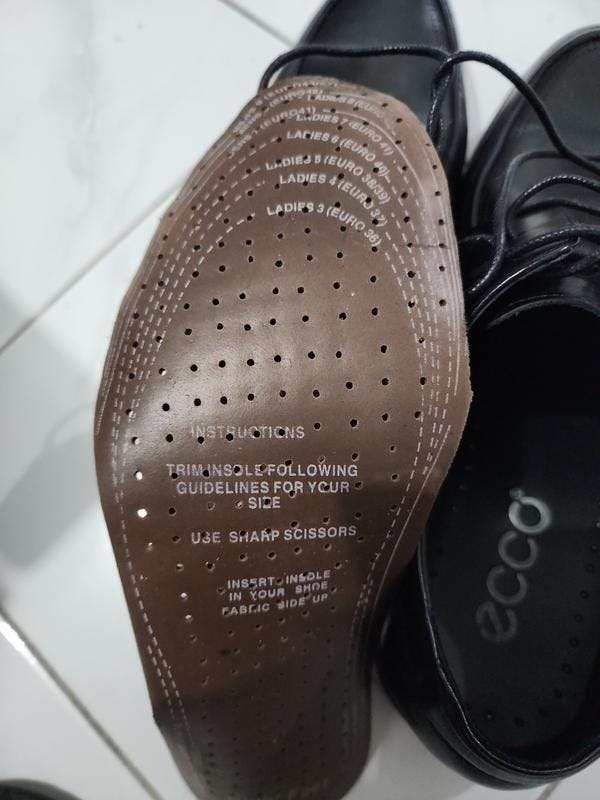 LADIES 7 (EURO 41)
LADIES 6 (EURO 40)
LADIES 5 (EURO 38/39)
LADIES 4 (EURO 37)
LADIES 3 (EURO 36)
INSTRUCTIONS
TRIM INSOLE FOLLOWING
GUIDELINES FOR YOUR
SIZE
USE SHARP SCISSORS
INSERT INSOLE
IN YOUR SHOE
FABRIC SIDE UP
ecco